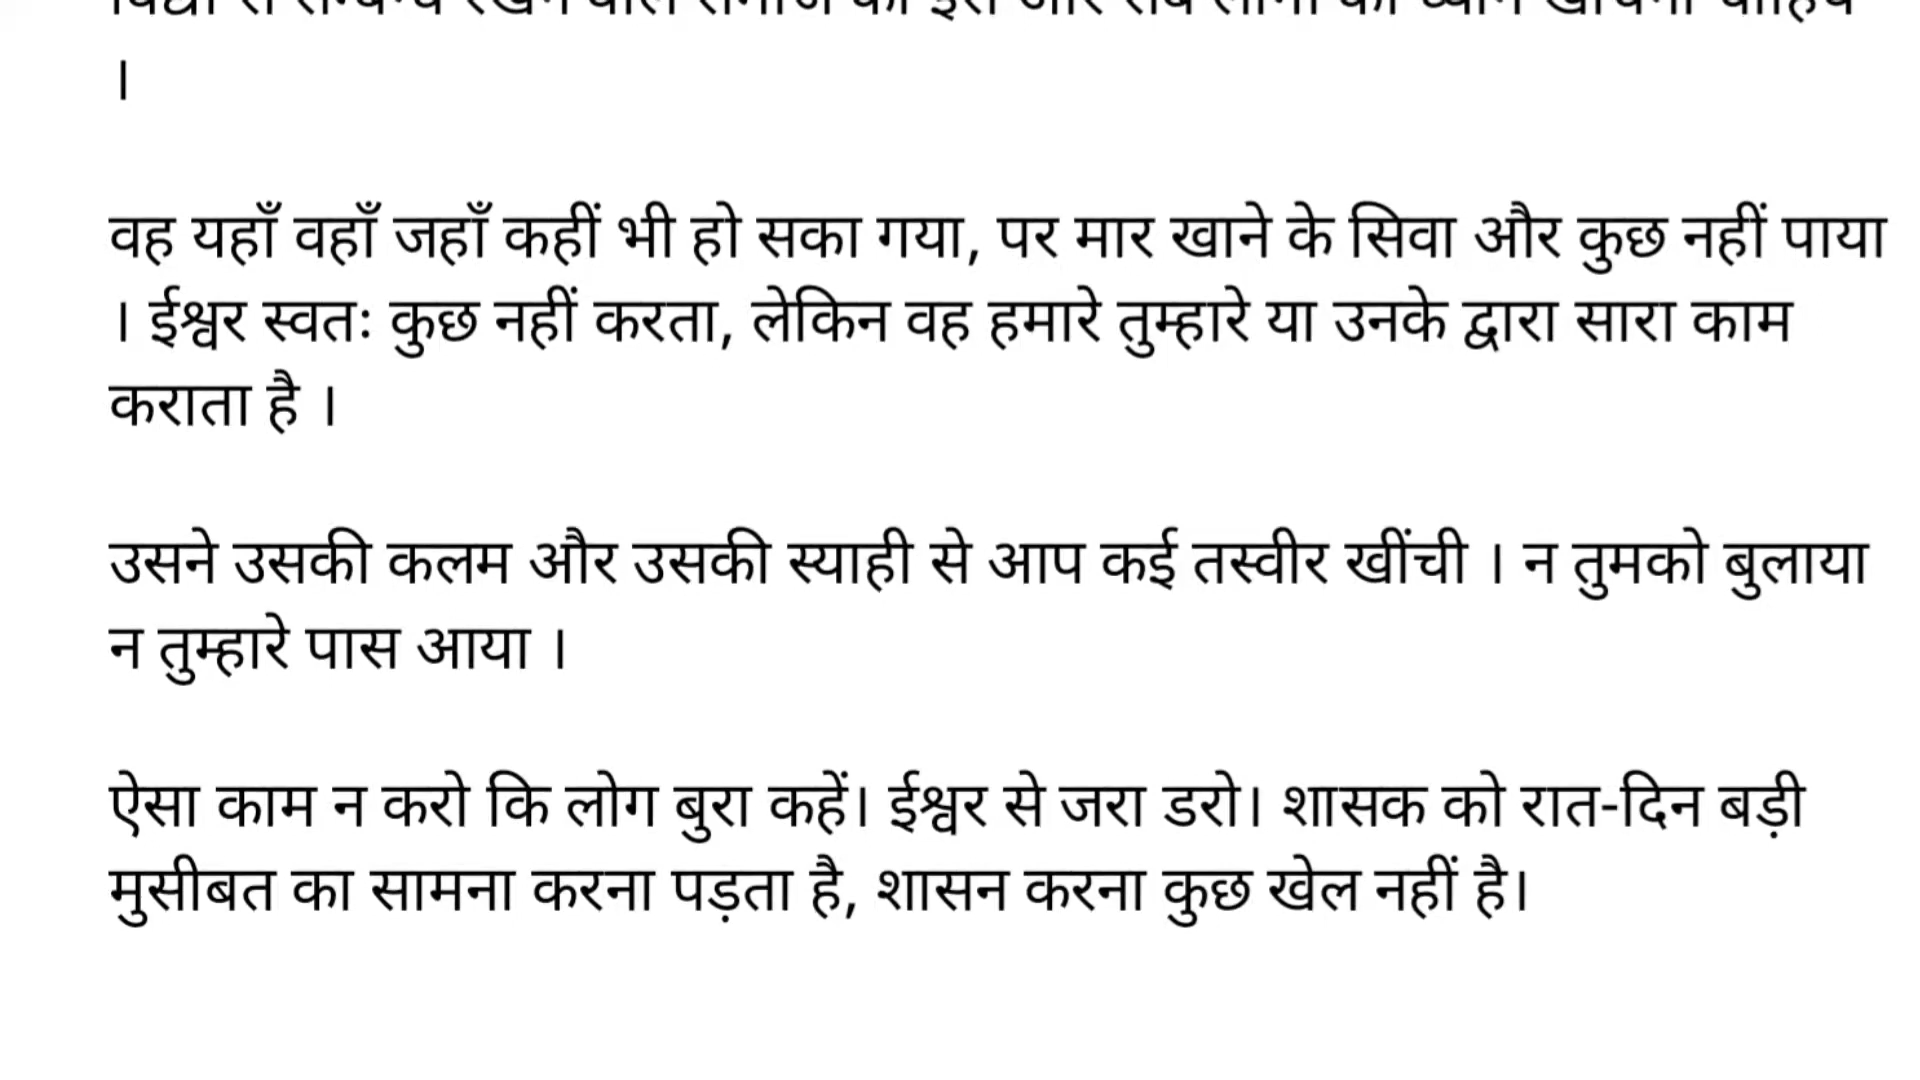 ।
वह यहाँ वहाँ जहाँ कहीं भी हो सका गया, पर मार खाने के सिवा और कुछ नहीं पाया
। ईश्वर स्वतः कुछ नहीं करता, लेकिन वह हमारे तुम्हारे या उनके द्वारा सारा काम
कराता है ।
उसने उसकी कलम और उसकी स्याही से आप कई तस्वीर खींची । न तुमको बुलाया
न तुम्हारे पास आया ।
ऐसा काम न करो कि लोग बुरा कहें। ईश्वर से जरा डरो। शासक को रात-दिन बड़ी
मुसीबत का सामना करना पड़ता है, शासन करना कुछ खेल नहीं है।